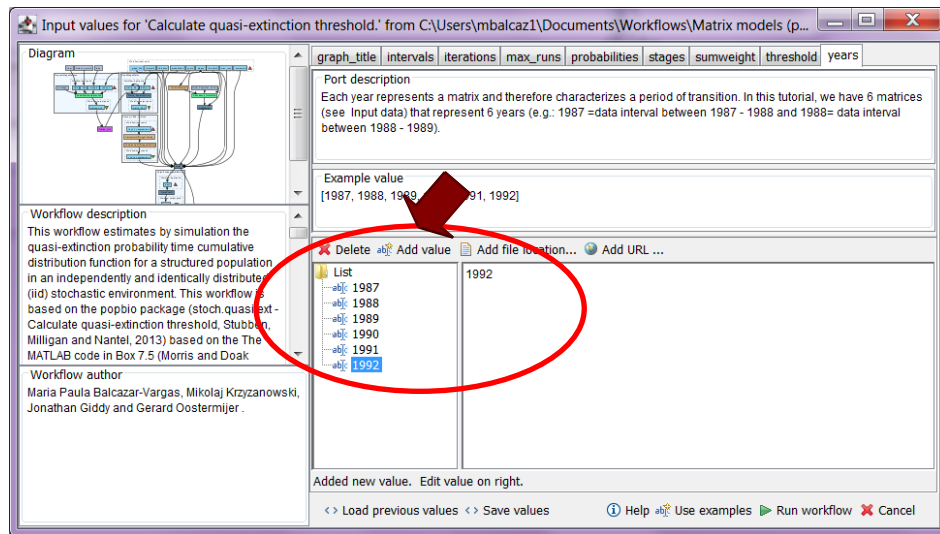 Input values for 'Calculate quasi-extinction threshold.' from C:\Users\mbalcaz1\Documents\Workflows\Matrix models (p...
Diagram
graph_title intervals iterations max_runs probabilities stages sumweight threshold years
Port description
Each year represents a matrix and therefore characterizes a period of transition. In this tutorial, we have 6 matrices
(see Input data) that represent 6 years (e.g.: 1987 =data interval between 1987 - 1988 and 1988= data interval
between 1988 - 1989).
Example value
[1987, 1988, 1989, 1992]
Workflow description
This workflow estimates by simulation the
quasi-extinction probability time cumulative
distribution function for a structured population
in an independently and identically distributed
(iid) stochastic environment. This workflow is
based on the popbio package (stoch.quasi.ext -
Calculate quasi-extinction threshold, Stubben,
Milligan and Nantel, 2013) based on the The
MATLAB code in Box 7.5 (Morris and Doak
Delete Add value Add file location... Add URL ...
List
1987
1988
1989
1990
1991
1992
1992
Workflow author
Maria Paula Balcazar-Vargas, Mikolaj Krzyzanowski,
Jonathan Giddy and Gerard Oostermijer .
Added new value. Edit value on right.
Load previous values Save values Help Use examples Run workflow Cancel